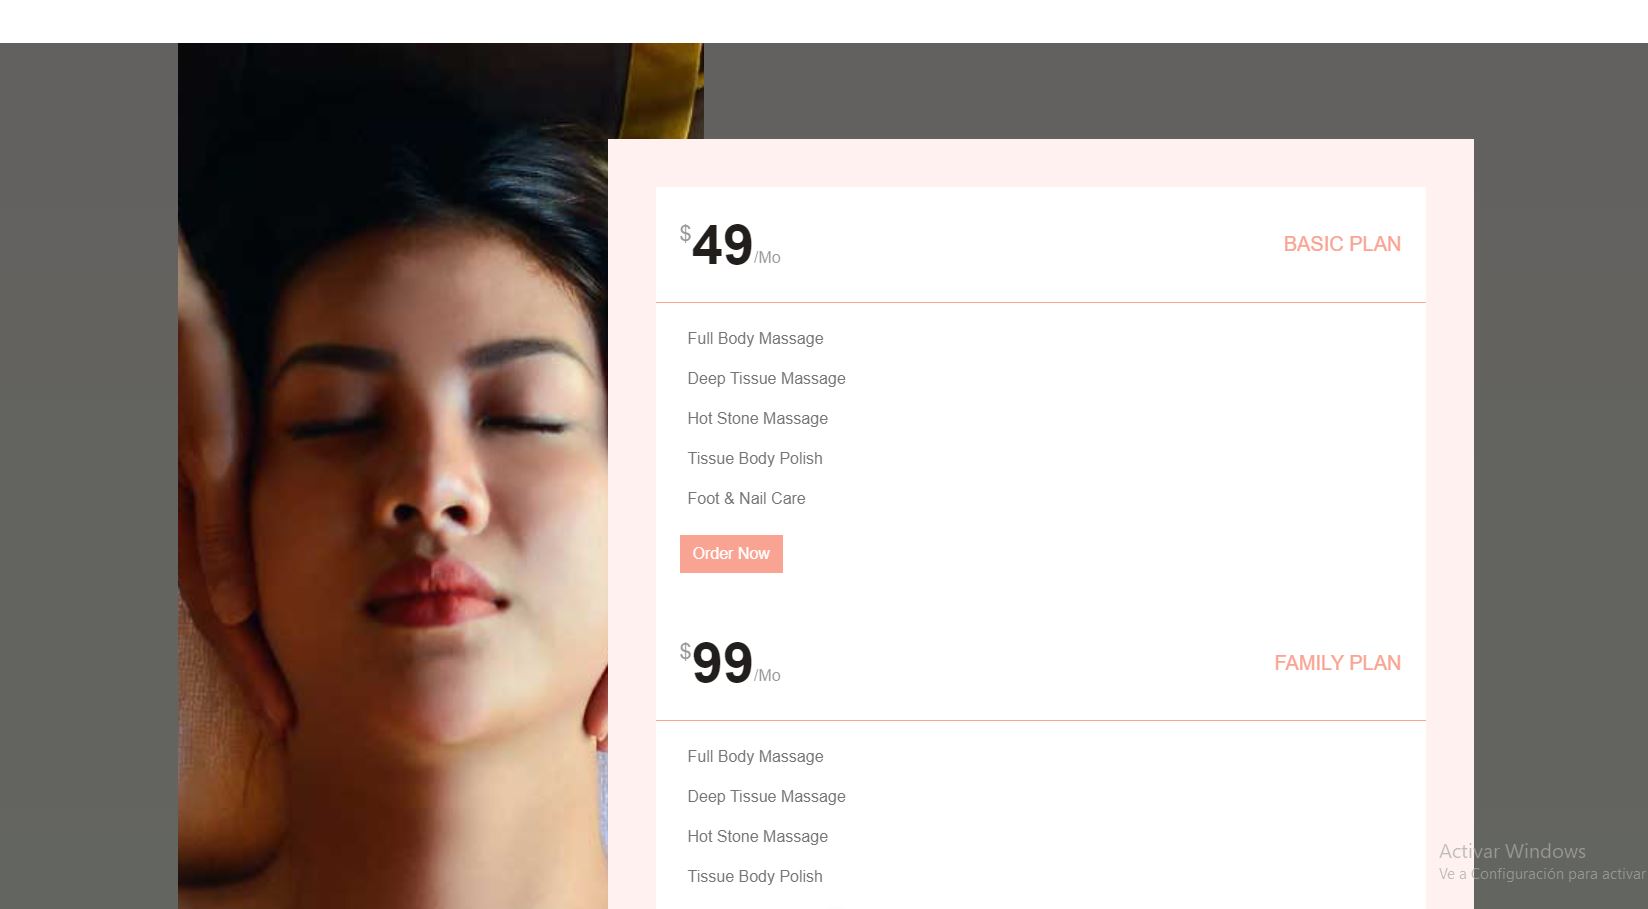 $49/Mo
BASIC PLAN
Full Body Massage
Deep Tissue Massage
Hot Stone Massage
Tissue Body Polish
Foot & Nail Care
Order Now
$99/Mo
FAMILY PLAN
Full Body Massage
Deep Tissue Massage
Hot Stone Massage
Tissue Body Polish
Activar Windows
Ve a Configuración para activar